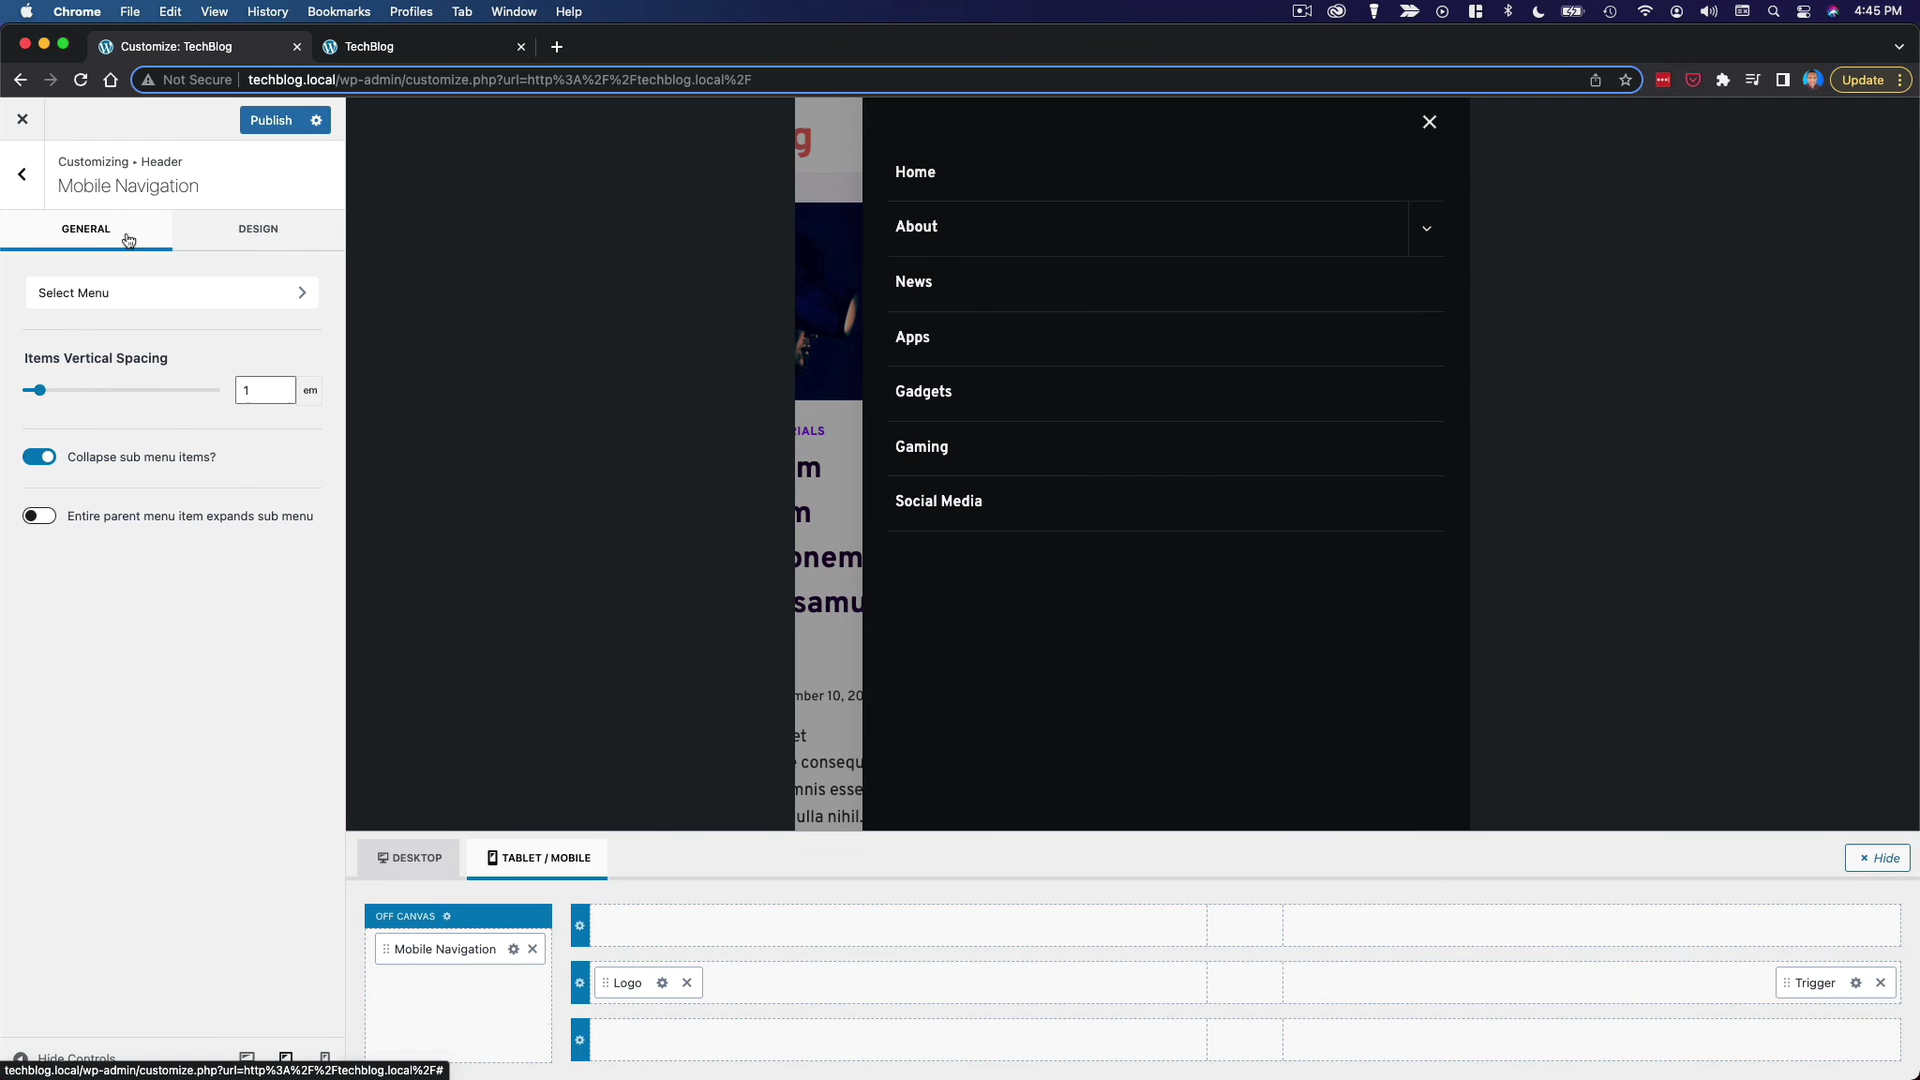 Chrome File Edit View History Bookmarks Profiles Tab Window Help 4:45 PM
Customize: TechBlog TechBlog
Not Secure techblog.local/wp-admin/customize.php?url=http%3A%2F%2Ftechblog.local%2F Update
Publish
Customizing ▸ Header
Mobile Navigation
GENERAL DESIGN
Select Menu
Items Vertical Spacing
1 em
Collapse sub menu items?
Entire parent menu item expands sub menu
g
Home
About
News
Apps
Gadgets
Gaming
Social Media
RIALS
m
m
onem
samu
mber 10, 20
et
e consequ
mnis esse
ulla nihil.
DESKTOP TABLET / MOBILE Hide
OFF CANVAS
Mobile Navigation
Logo Trigger
Hide Controls
techblog.local/wp-admin/customize.php?url=http%3A%2F%2Ftechblog.local%2F#